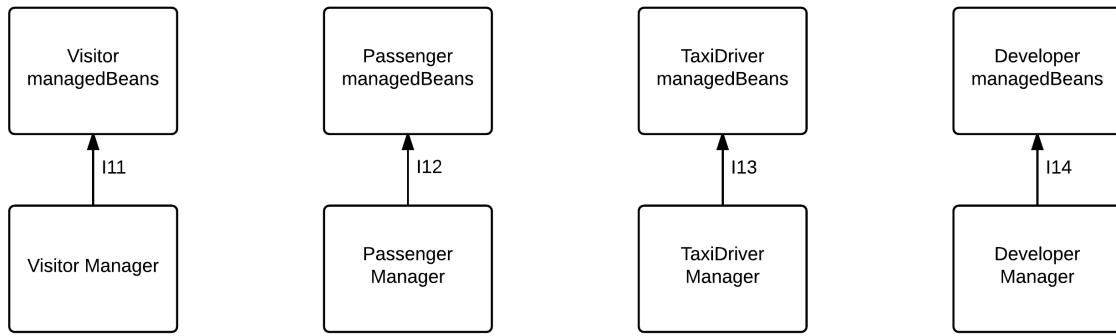 Visitor
managedBeans
Passenger
managedBeans
TaxiDriver
managedBeans
Developer
managedBeans
I11
I12
I13
I14
Visitor Manager
Passenger
Manager
TaxiDriver
Manager
Developer
Manager